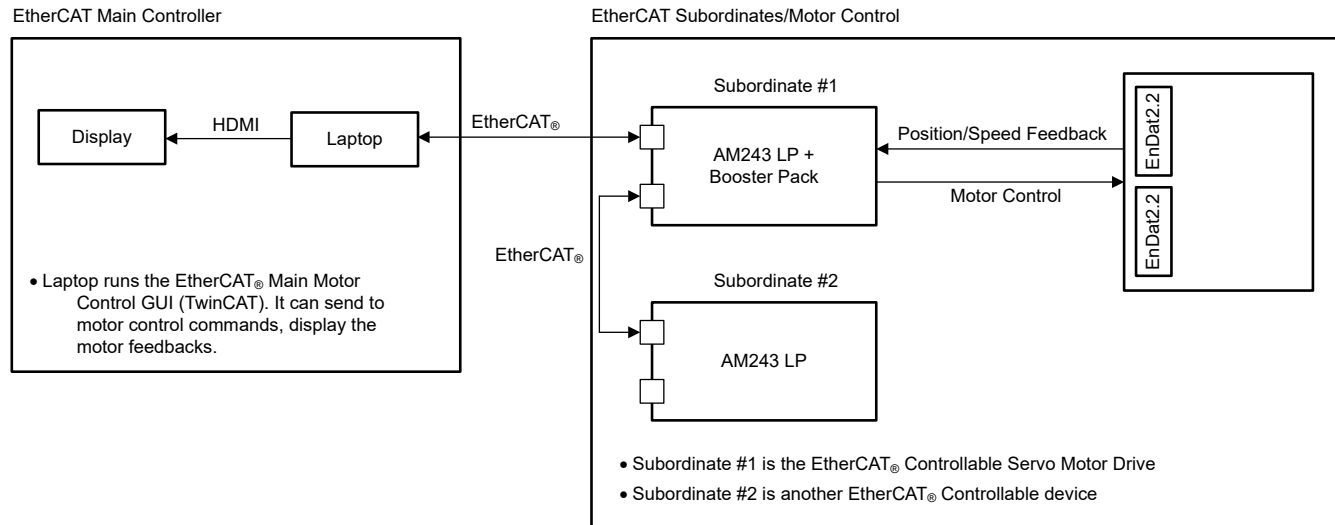 EtherCAT Main Controller
EtherCAT Subordinates/Motor Control
Display
HDMI
Laptop
EtherCAT®
Subordinate #1
AM243 LP +
Booster Pack
Position/Speed Feedback
Motor Control
EnDat2.2
EnDat2.2
EtherCAT®
Subordinate #2
AM243 LP
• Laptop runs the EtherCAT® Main Motor
Control GUI (TwinCAT). It can send to
motor control commands, display the
motor feedbacks.
• Subordinate #1 is the EtherCAT® Controllable Servo Motor Drive
• Subordinate #2 is another EtherCAT® Controllable device